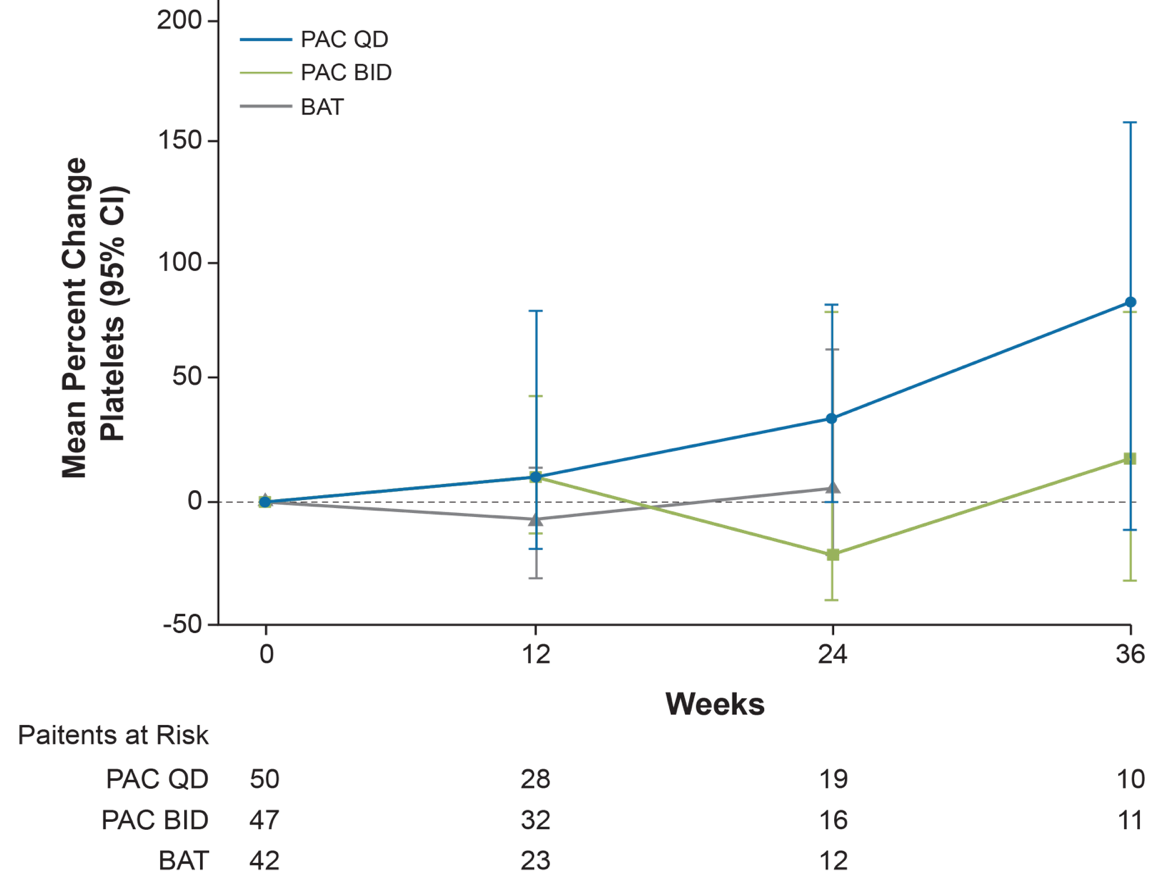 200
150
100
50
0
-50
Mean Percent Change
Platelets (95% CI)
PAC QD
PAC BID
BAT
0 12 24 36
Weeks
Paitents at Risk
PAC QD 50 28 19 10
PAC BID 47 32 16 11
BAT 42 23 12